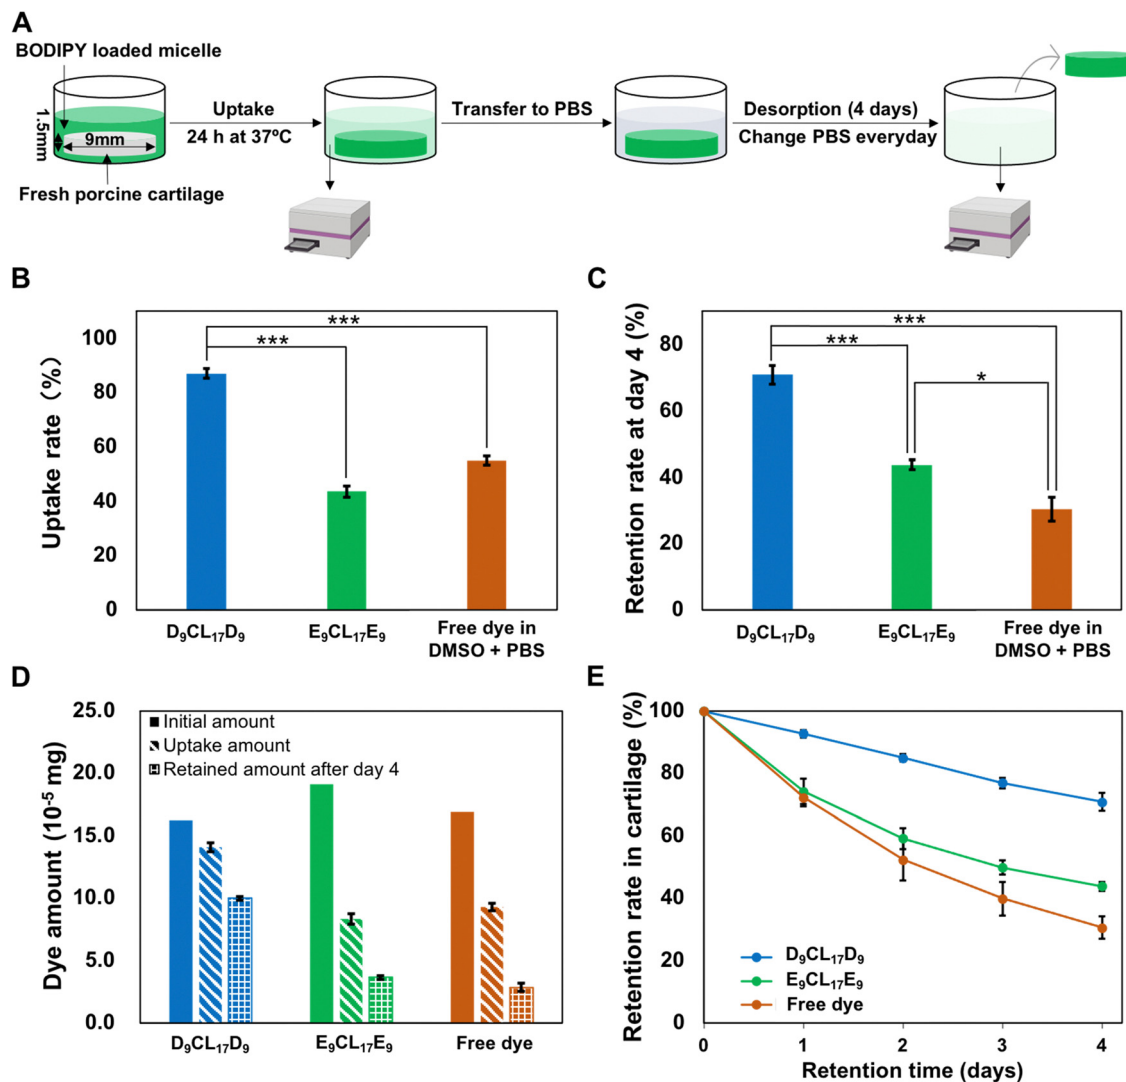 A
BODIPY loaded micelle
1.5mm
9mm
Fresh porcine cartilage
Uptake
24 h at 37ºC
Transfer to PBS
Desorption (4 days)
Change PBS everyday
B
Uptake rate (%)
100
80
60
40
20
0
***
***
D₉CL₁₇D₉
E₉CL₁₇E₉
Free dye in
DMSO + PBS
C
Retention rate at day 4 (%)
80
60
40
20
0
***
***
*
D₉CL₁₇D₉
E₉CL₁₇E₉
Free dye in
DMSO + PBS
D
Dye amount (10⁻⁵ mg)
25.0
20.0
15.0
10.0
5.0
0.0
Initial amount
Uptake amount
Retained amount after day 4
D₉CL₁₇D₉
E₉CL₁₇E₉
Free dye
E
Retention rate in cartilage (%)
100
80
60
40
20
0
D₉CL₁₇D₉
E₉CL₁₇E₉
Free dye
0
1
2
3
4
Retention time (days)